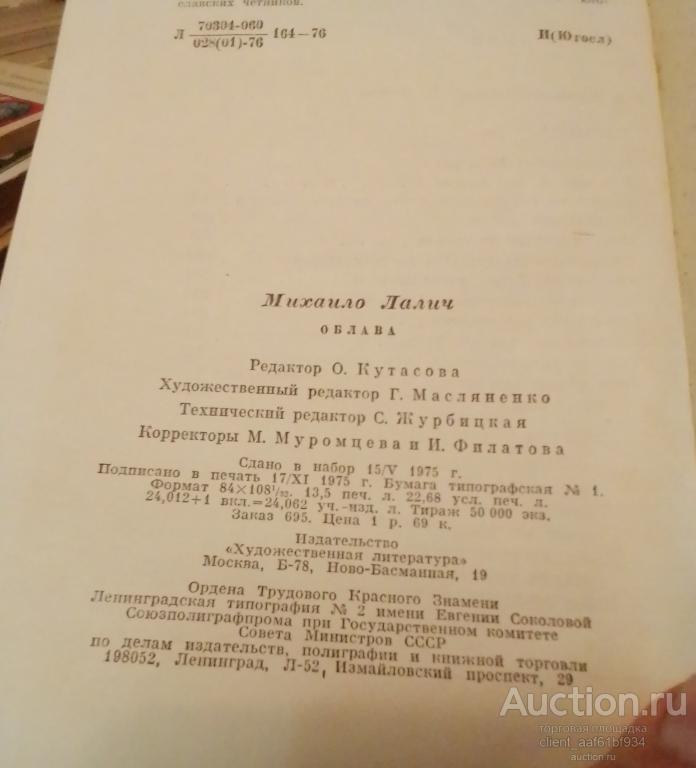 славских четников.
70304-060
Л 164—76
028(01)-76
И(Югосл)
Михаило Лалич
ОБЛАВА
Редактор О. Кутасова
Художественный редактор Г. Масляненко
Технический редактор С. Журбицкая
Корректоры М. Муромцева и И. Филатова
Сдано в набор 15/V 1975 г.
Подписано в печать 17/XI 1975 г. Бумага типографская № 1.
Формат 84×108¹/₃₂. 13,5 печ. л. 22,68 усл. печ. л.
24,012+1 вкл.=24,062 уч.-изд. л. Тираж 50 000 экз.
Заказ 695. Цена 1 р. 69 к.
Издательство
«Художественная литература»
Москва, Б-78, Ново-Басманная, 19
Ордена Трудового Красного Знамени
Ленинградская типография № 2 имени Евгении Соколовой
Союзполиграфпрома при Государственном комитете
Совета Министров СССР
по делам издательств, полиграфии и книжной торговли
198052, Ленинград, Л-52, Измайловский проспект, 29
Auction.ru
торговая площадка
client_aaf61bf934
auction.ru